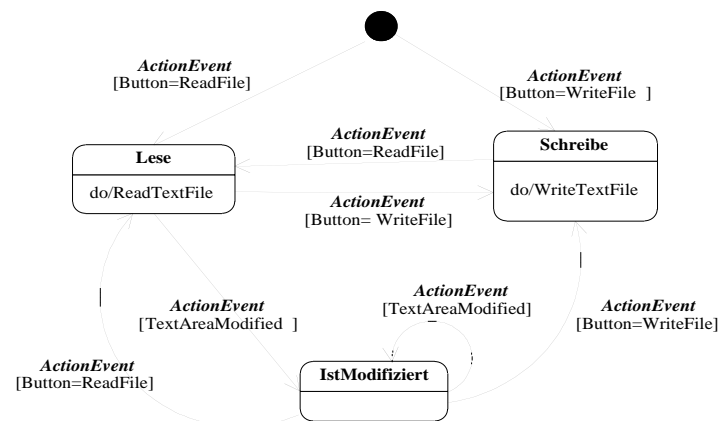 ActionEvent
[Button=ReadFile]
ActionEvent
[Button=WriteFile ]
ActionEvent
[Button=ReadFile]
Lese
do/ReadTextFile
Schreibe
do/WriteTextFile
ActionEvent
[Button= WriteFile]
ActionEvent
[TextAreaModified ]
ActionEvent
[TextAreaModified]
ActionEvent
[Button=WriteFile]
ActionEvent
[Button=ReadFile]
IstModifiziert